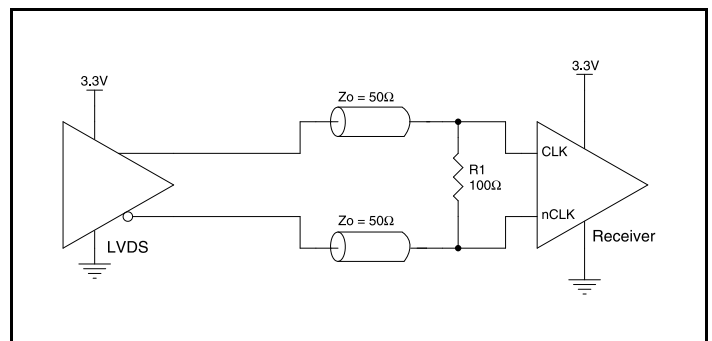 3.3V
3.3V
Zo = 50Ω
CLK
R1
100Ω
nCLK
Zo = 50Ω
Receiver
LVDS